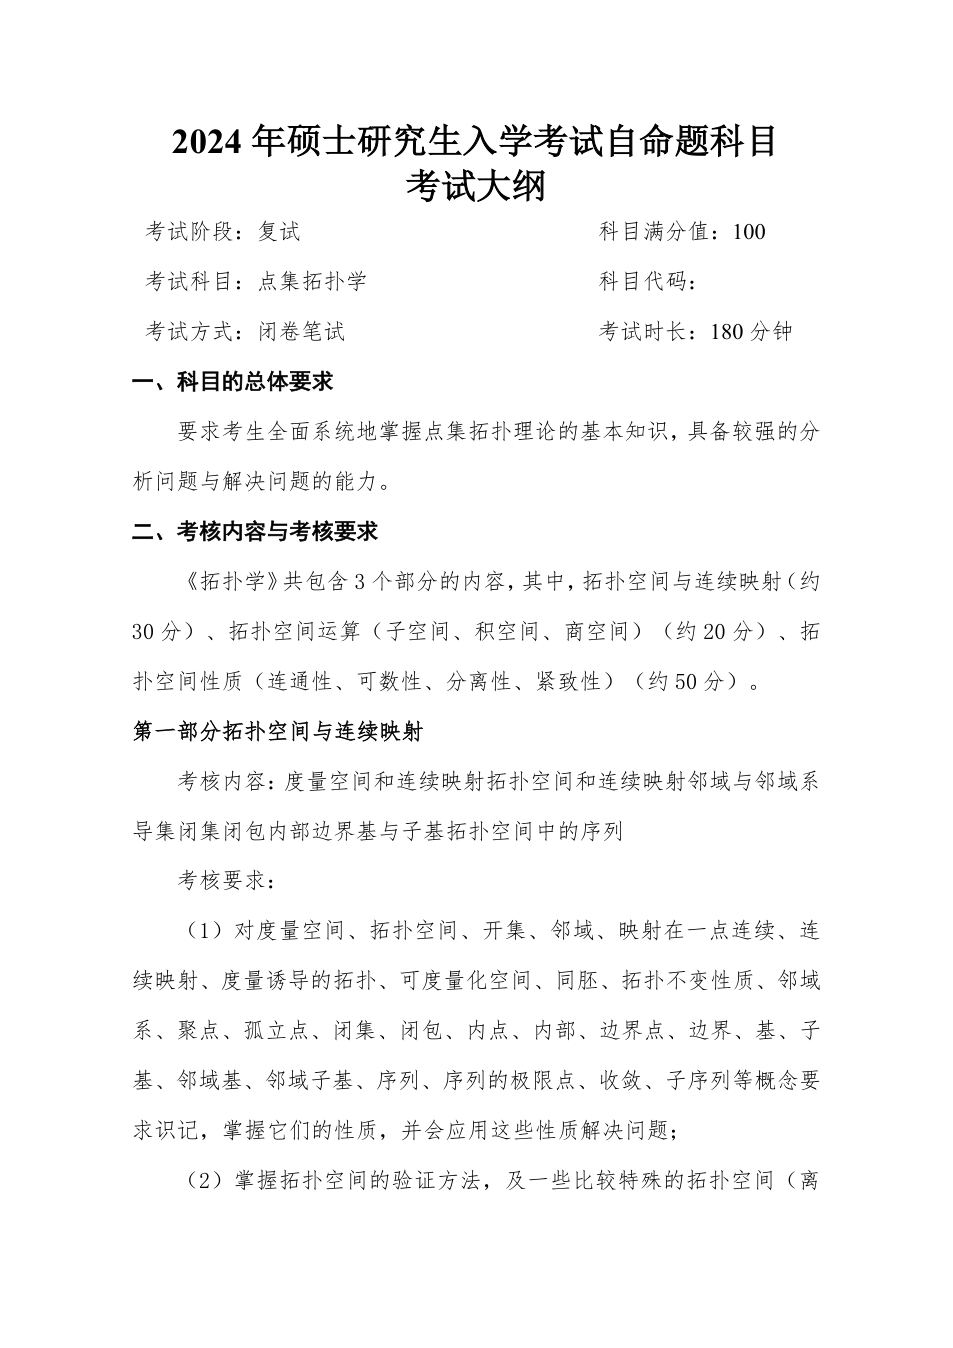 2024 年硕士研究生入学考试自命题科目
考试大纲
考试阶段：复试 科目满分值：100
考试科目：点集拓扑学 科目代码：
考试方式：闭卷笔试 考试时长：180 分钟
一、科目的总体要求
要求考生全面系统地掌握点集拓扑理论的基本知识，具备较强的分
析问题与解决问题的能力。
二、考核内容与考核要求
《拓扑学》共包含 3 个部分的内容，其中，拓扑空间与连续映射（约
30 分）、拓扑空间运算（子空间、积空间、商空间）（约 20 分）、拓
扑空间性质（连通性、可数性、分离性、紧致性）（约 50 分）。
第一部分拓扑空间与连续映射
考核内容：度量空间和连续映射拓扑空间和连续映射邻域与邻域系
导集闭集闭包内部边界基与子基拓扑空间中的序列
考核要求：
（1）对度量空间、拓扑空间、开集、邻域、映射在一点连续、连
续映射、度量诱导的拓扑、可度量化空间、同胚、拓扑不变性质、邻域
系、聚点、孤立点、闭集、闭包、内点、内部、边界点、边界、基、子
基、邻域基、邻域子基、序列、序列的极限点、收敛、子序列等概念要
求识记，掌握它们的性质，并会应用这些性质解决问题；
（2）掌握拓扑空间的验证方法，及一些比较特殊的拓扑空间（离